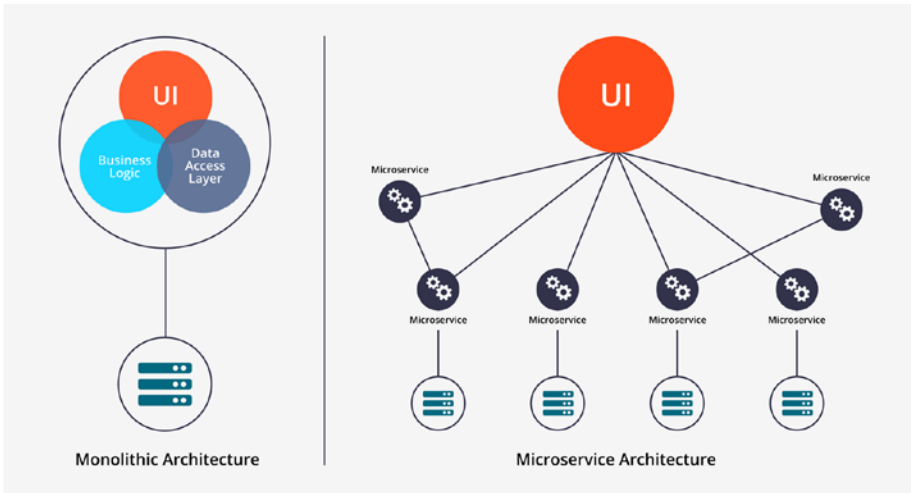 UI
Business
Logic
Data
Access
Layer
Monolithic Architecture
UI
Microservice
Microservice
Microservice
Microservice
Microservice
Microservice
Microservice Architecture